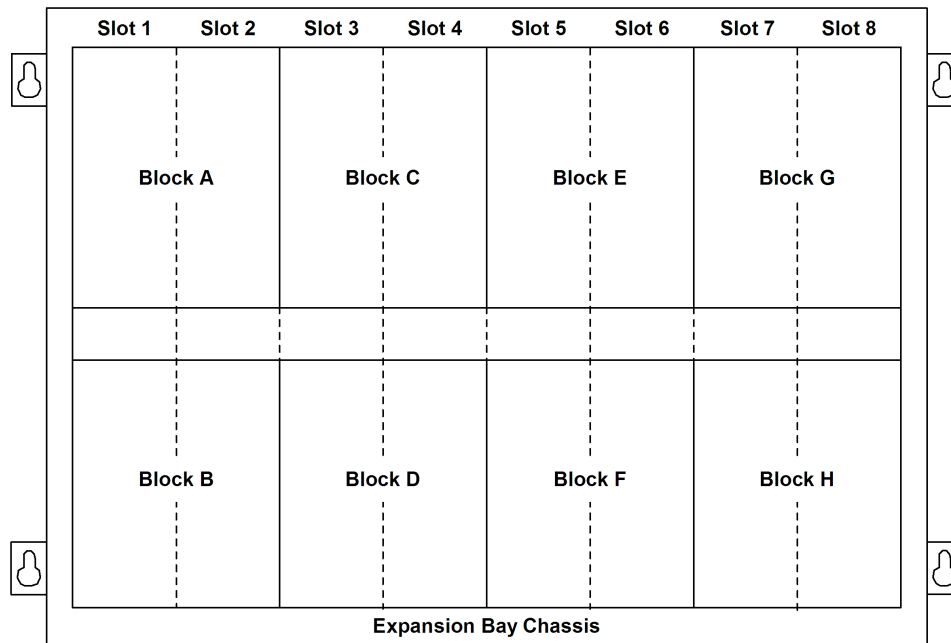 Slot 1 Slot 2 Slot 3 Slot 4 Slot 5 Slot 6 Slot 7 Slot 8
Block A Block C Block E Block G
Block B Block D Block F Block H
Expansion Bay Chassis